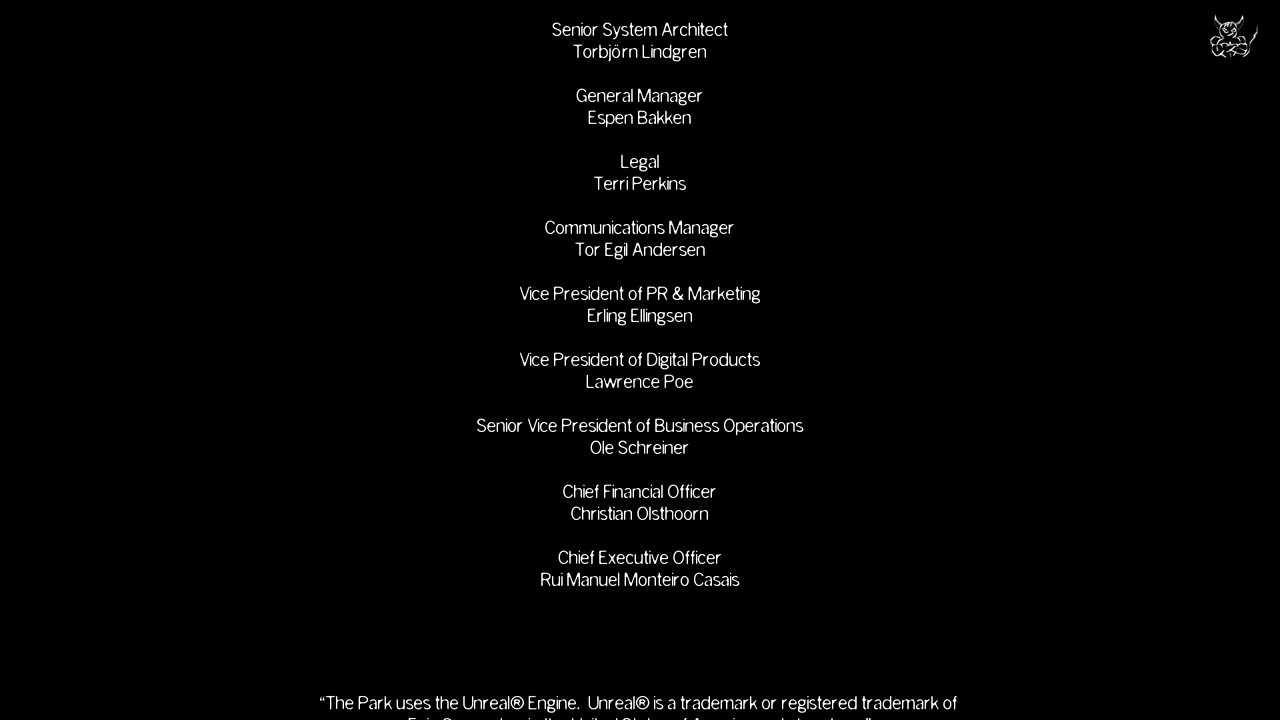 Senior System Architect
Torbjörn Lindgren
General Manager
Espen Bakken
Legal
Terri Perkins
Communications Manager
Tor Egil Andersen
Vice President of PR & Marketing
Erling Ellingsen
Vice President of Digital Products
Lawrence Poe
Senior Vice President of Business Operations
Ole Schreiner
Chief Financial Officer
Christian Olsthoorn
Chief Executive Officer
Rui Manuel Monteiro Casais
“The Park uses the Unreal® Engine.  Unreal® is a trademark or registered trademark of